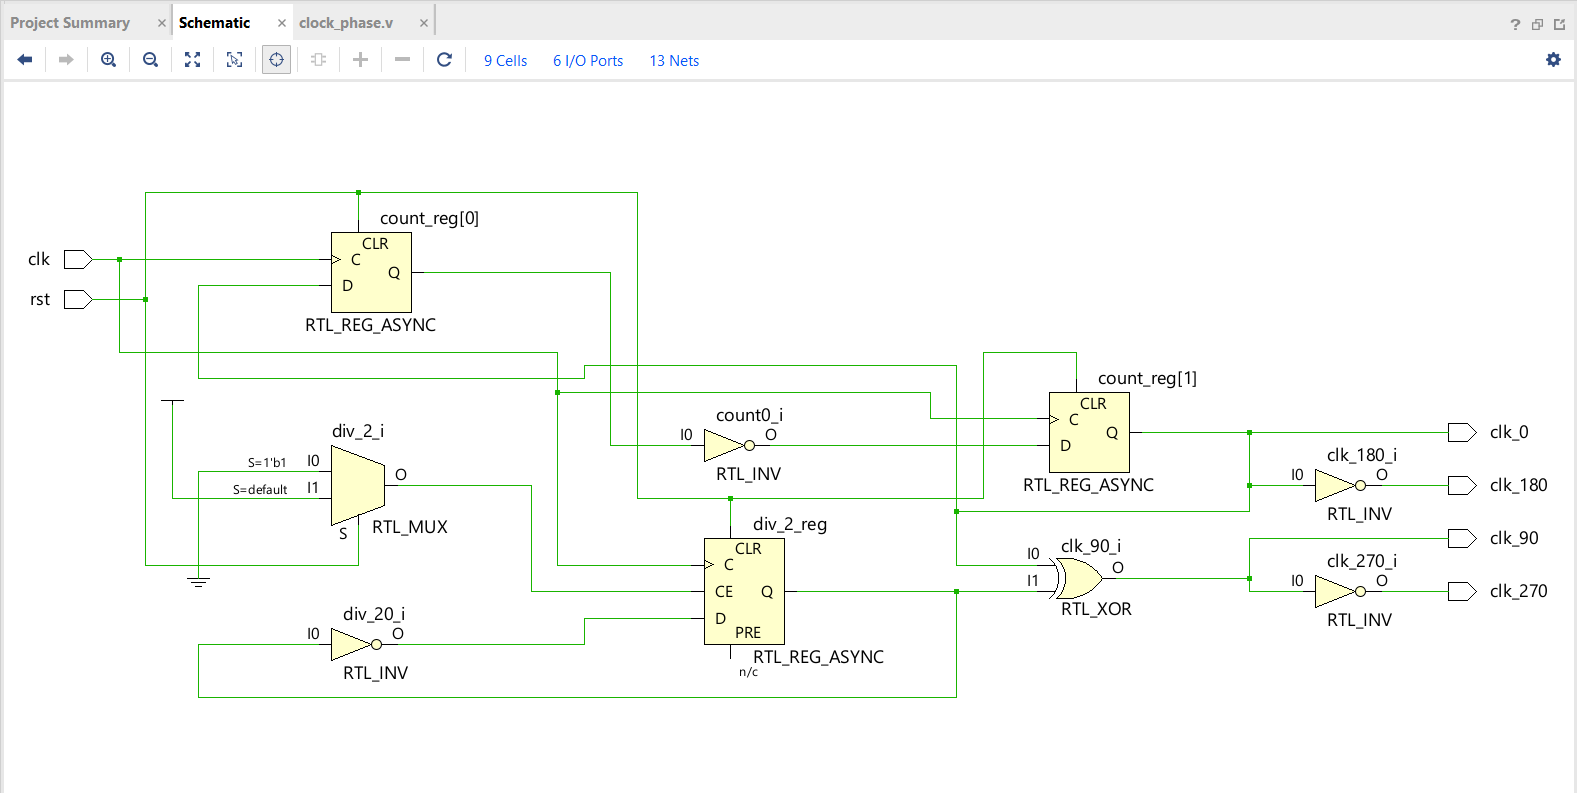 Project Summary × Schematic × clock_phase.v ×
9 Cells 6 I/O Ports 13 Nets
count_reg[0]
CLR
clk
C
Q
D
rst
RTL_REG_ASYNC
count_reg[1]
CLR
C
Q
D
RTL_REG_ASYNC
count0_i
I0
O
RTL_INV
div_2_i
S=1'b1
I0
S=default
I1
O
S
RTL_MUX
clk_0
clk_180_i
I0
O
RTL_INV
clk_180
div_2_reg
CLR
C
CE
Q
D
PRE
RTL_REG_ASYNC
n/c
clk_90_i
I0
I1
O
RTL_XOR
clk_90
clk_270_i
I0
O
RTL_INV
clk_270
div_20_i
I0
O
RTL_INV